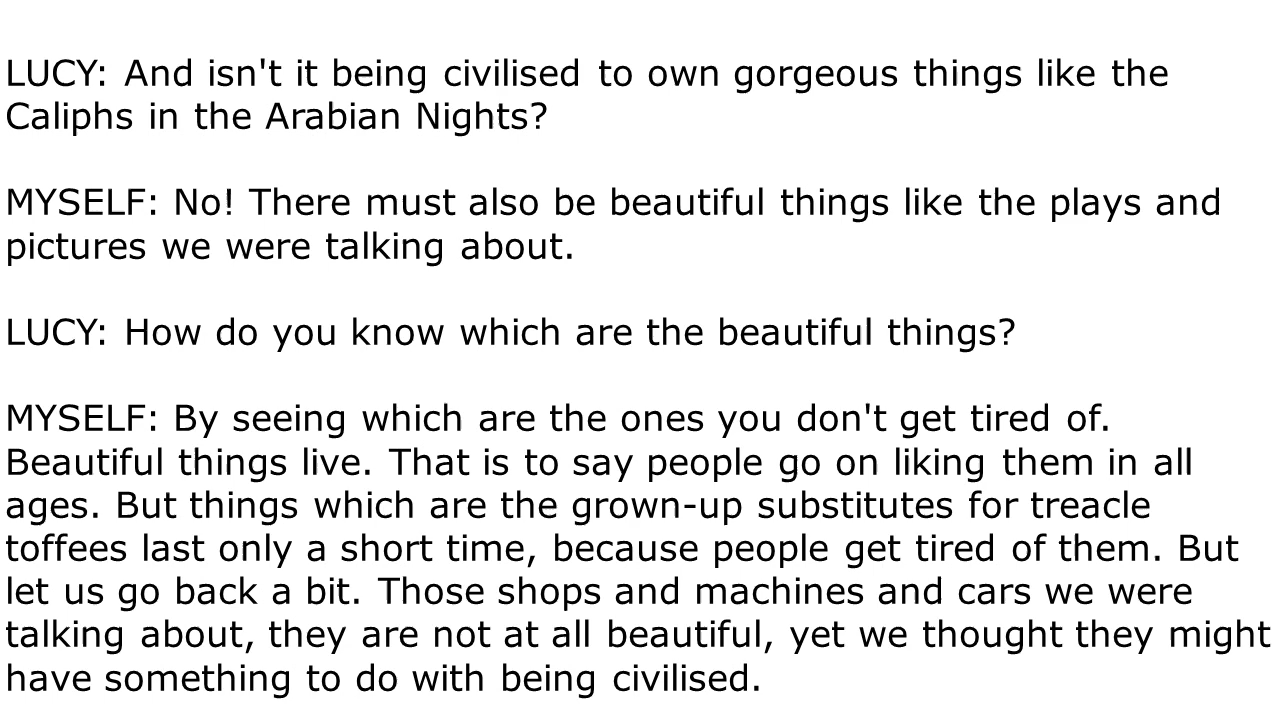 LUCY: And isn't it being civilised to own gorgeous things like the
Caliphs in the Arabian Nights?
MYSELF: No! There must also be beautiful things like the plays and
pictures we were talking about.
LUCY: How do you know which are the beautiful things?
MYSELF: By seeing which are the ones you don't get tired of.
Beautiful things live. That is to say people go on liking them in all
ages. But things which are the grown-up substitutes for treacle
toffees last only a short time, because people get tired of them. But
let us go back a bit. Those shops and machines and cars we were
talking about, they are not at all beautiful, yet we thought they might
have something to do with being civilised.